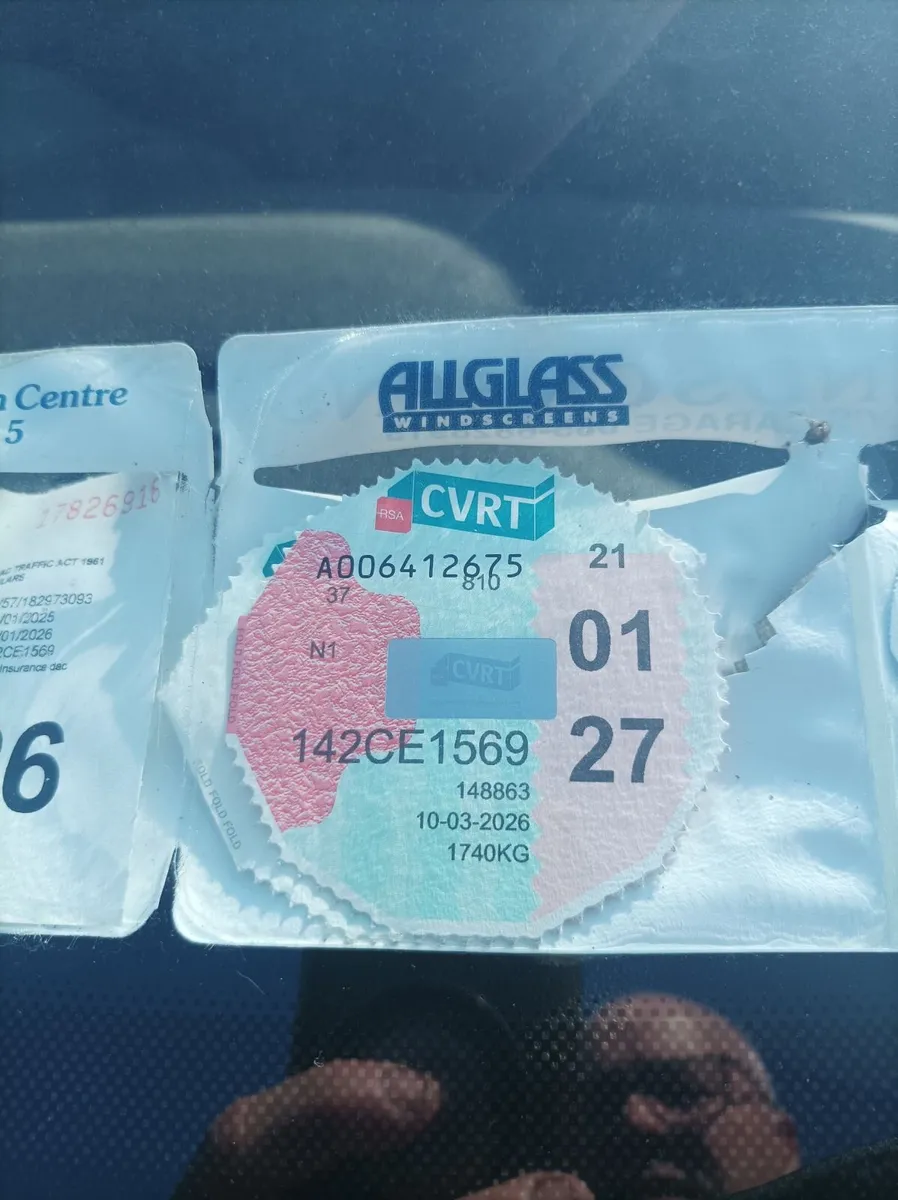 Centre
5
17826916
TRAFFIC ACT 1961
57/182973093
/01/2025
01/2026
2CE1569
Insurance dac
6
ALLGLASS
WINDSCREENS
RSA
CVRT
A006412675
810
21
37
01
N1
CVRT
142CE1569
27
148863
10-03-2026
1740KG
FOLD FOLD FOLD